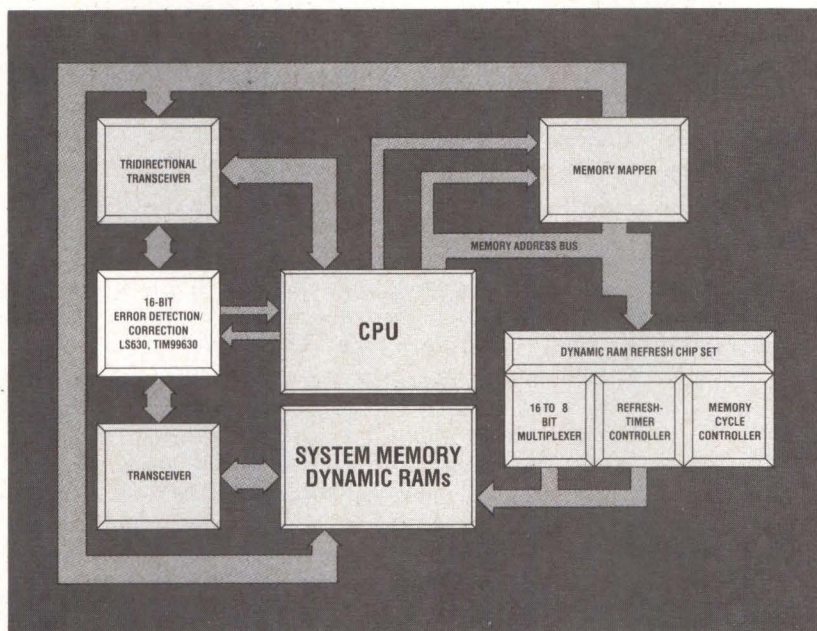 TRIDIRECTIONAL
TRANSCEIVER
MEMORY MAPPER
MEMORY ADDRESS BUS
16-BIT
ERROR DETECTION/
CORRECTION
LS630, TIM99630
CPU
DYNAMIC RAM REFRESH CHIP SET
16 TO 8
BIT
MULTIPLEXER
REFRESH-
TIMER
CONTROLLER
MEMORY
CYCLE
CONTROLLER
TRANSCEIVER
SYSTEM MEMORY
DYNAMIC RAMs